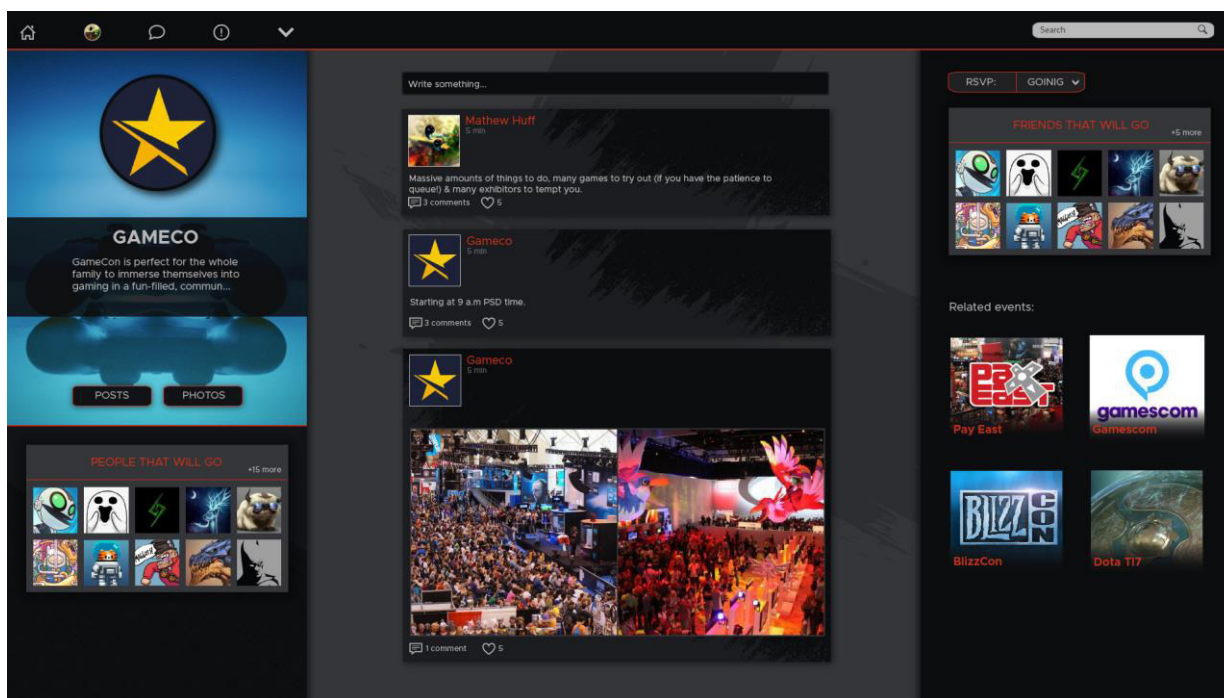 Search
GAMECO
GameCon is perfect for the whole
family to immerse themselves into
gaming in a fun-filled, commun...
POSTS
PHOTOS
PEOPLE THAT WILL GO
+15 more
Write something...
Mathew Huff
5 min
Massive amounts of things to do, many games to try out (if you have the patience to
queue!) & many exhibitors to tempt you.
3 comments
5
Gameco
5 min
Starting at 9 a.m PSD time.
3 comments
5
Gameco
5 min
1 comment
5
RSVP:
GOINIG
FRIENDS THAT WILL GO
+5 more
Related events:
pax
east
Pay East
gamescom
Gamescom
BLIZZ
CON
BlizzCon
Dota TI7